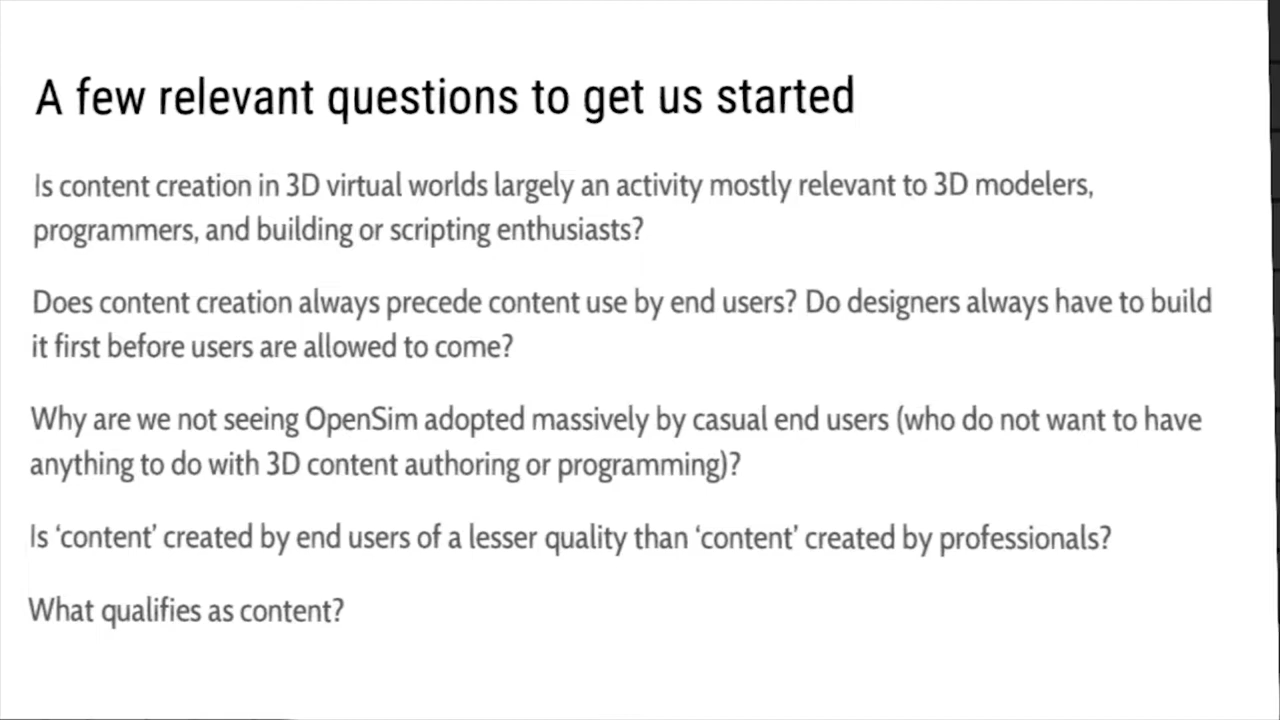 A few relevant questions to get us started
Is content creation in 3D virtual worlds largely an activity mostly relevant to 3D modelers,
programmers, and building or scripting enthusiasts?
Does content creation always precede content use by end users? Do designers always have to build
it first before users are allowed to come?
Why are we not seeing OpenSim adopted massively by casual end users (who do not want to have
anything to do with 3D content authoring or programming)?
Is ‘content’ created by end users of a lesser quality than ‘content’ created by professionals?
What qualifies as content?